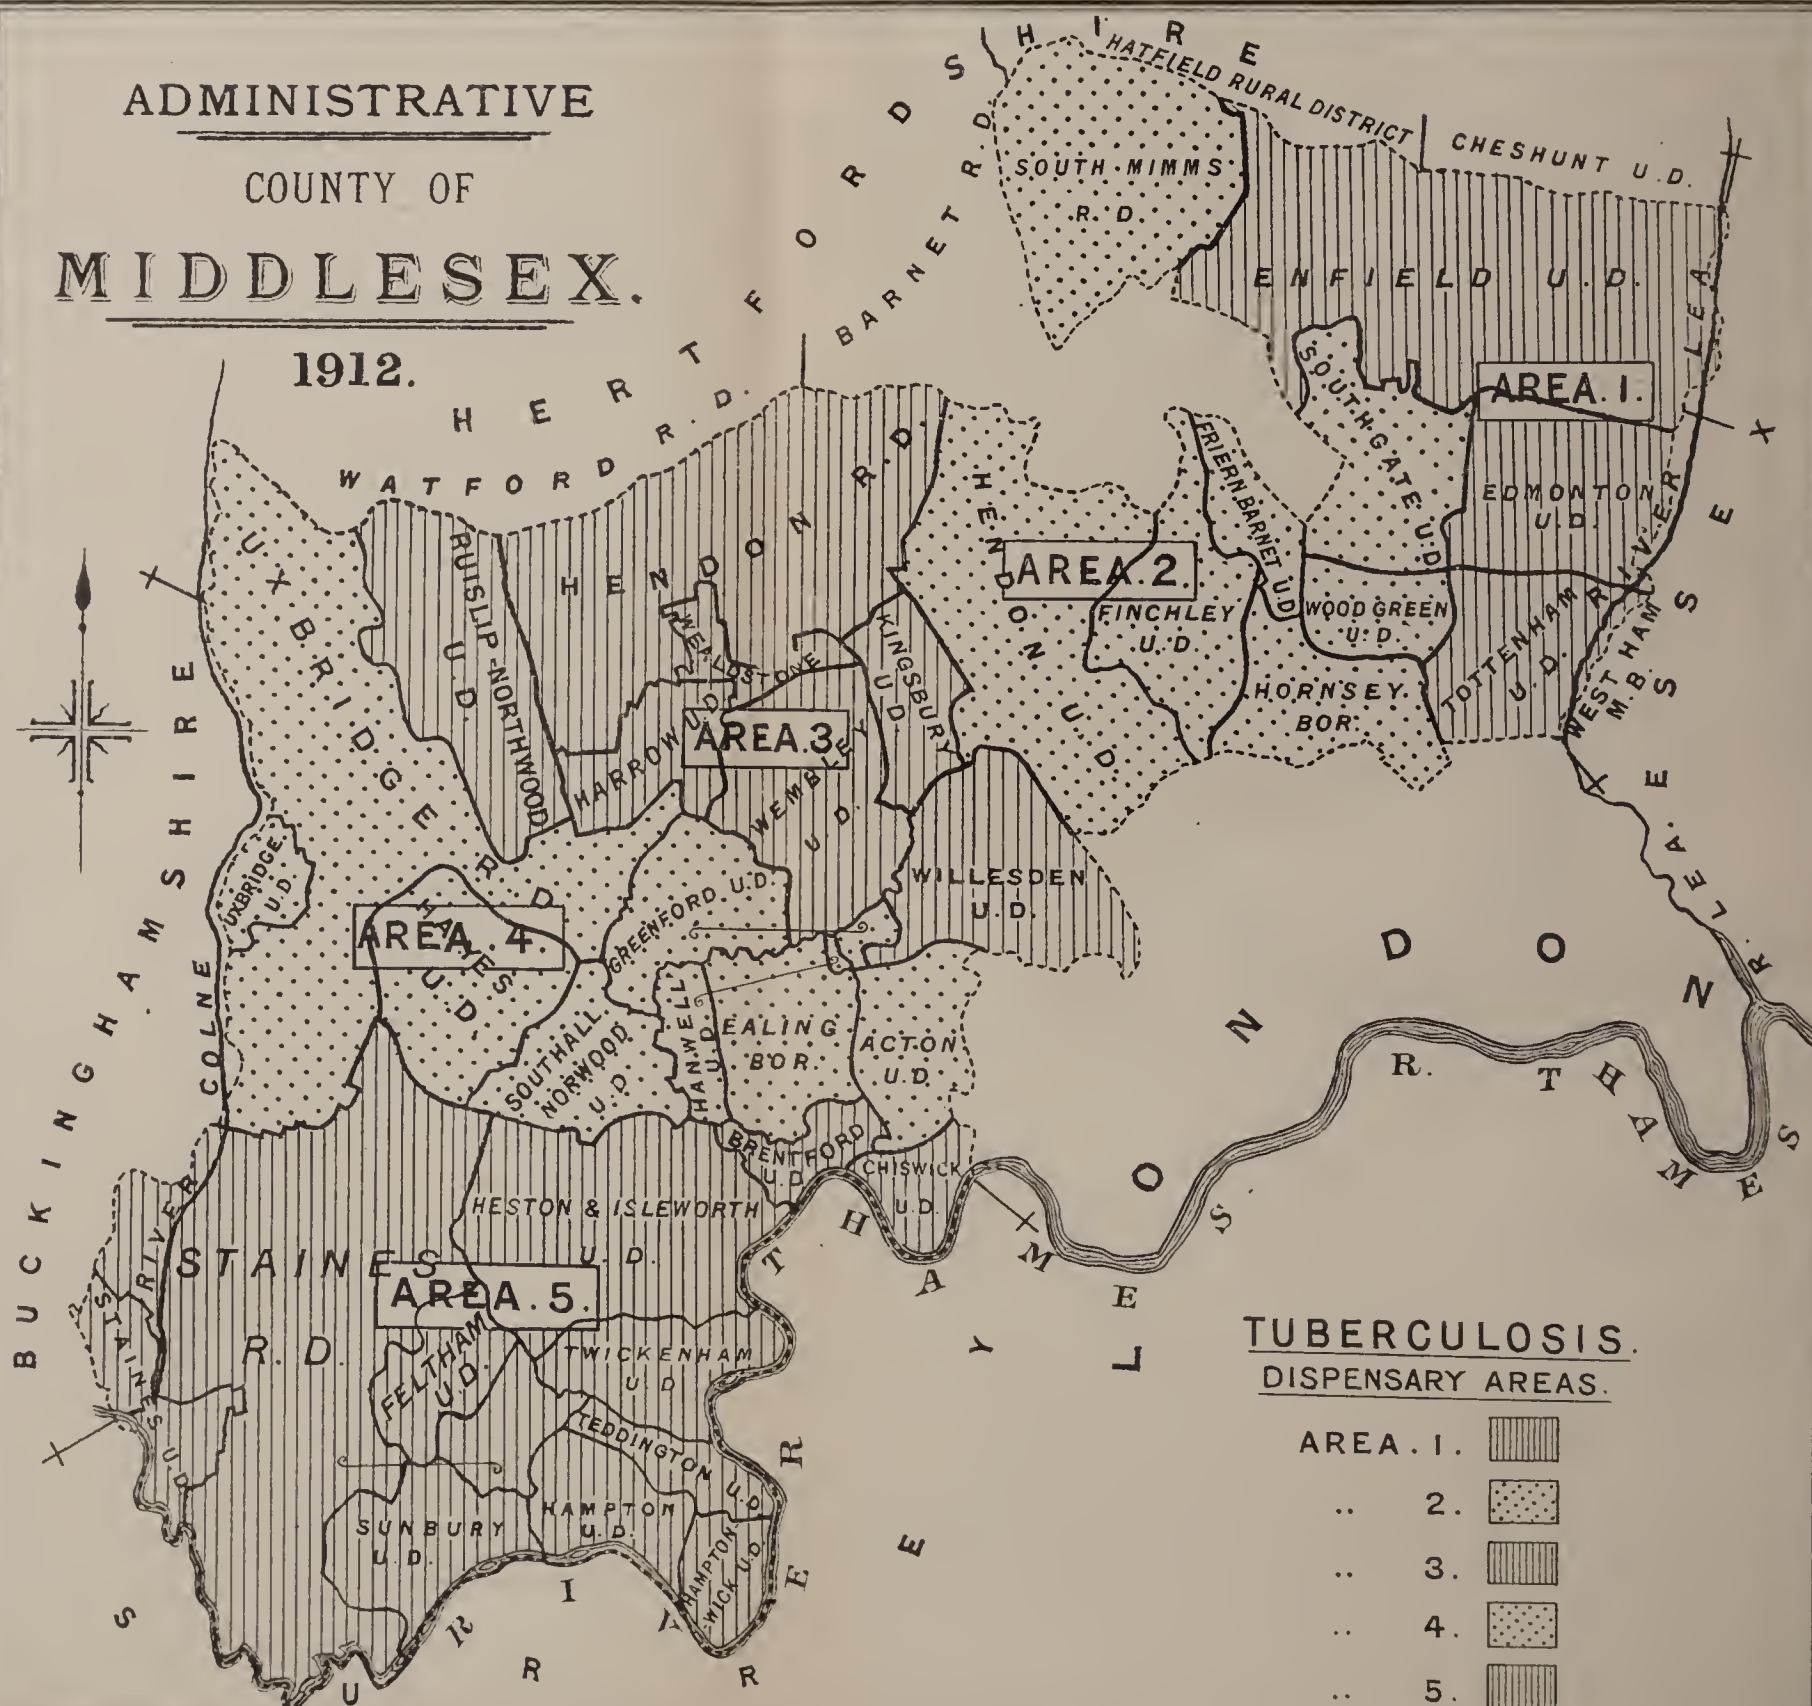 ADMINISTRATIVE
COUNTY OF
MIDDLESEX.
1912.
HERTFORDSHIRE
HATFIELD RURAL DISTRICT
CHESHUNT U.D.
BARNET R.D.
WATFORD R.D.
SOUTH MIMMS
R.D.
ENFIELD U.D.
AREA.1.
SOUTHGATE U.D
EDMONTON
U.D.
RIVER LEA
ESSEX
FRIERN BARNET U.D
HENDON U.D
AREA.2.
FINCHLEY
U.D.
WOOD GREEN
U.D.
TOTTENHAM
U.D.
WEST HAM
M.B.
HORNSEY
BOR.
HENDON R.D.
RUISLIP-NORTHWOOD
U.D.
WEALDSTONE
KINGSBURY
U.D.
HARROW U.D
AREA.3.
WEMBLEY
U.D.
WILLESDEN
U.D.
UXBRIDGE R.D
UXBRIDGE
U.D.
AREA.4.
HAYES
U.D.
GREENFORD U.D.
SOUTHALL
NORWOOD
U.D
HANWELL
U.D.
EALING
BOR.
ACTON
U.D.
BUCKINGHAMSHIRE
RIVER COLNE
BRENTFORD
U.D
CHISWICK
U.D.
HESTON & ISLEWORTH
U.D.
STAINES
R.D.
STAINES U.D
AREA.5.
FELTHAM
U.D.
TWICKENHAM
U.D
TEDDINGTON
U.D.
HAMPTON
U.D.
HAMPTON
WICK U.D.
SUNBURY
U.D.
RIVER THAMES
R. THAMES
R. LEA.
LONDON
SURREY
TUBERCULOSIS.
DISPENSARY AREAS.
AREA.1.
.. 2.
.. 3.
.. 4.
.. 5.